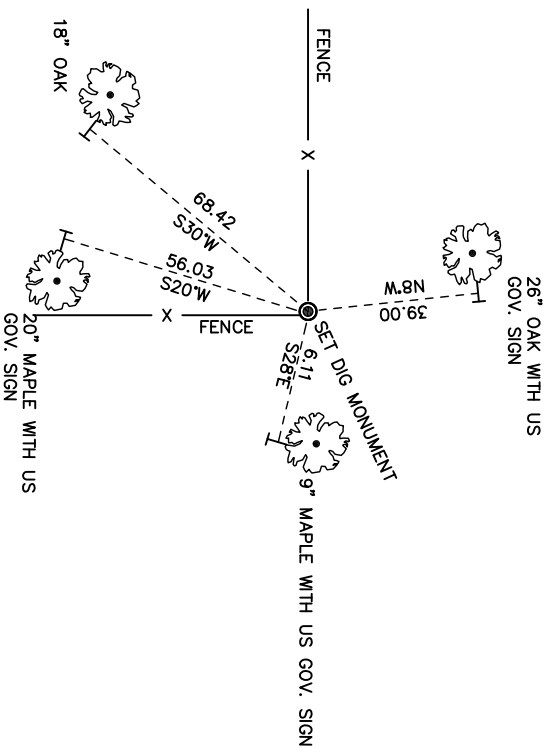 18" OAK
FENCE
X
68.42
S30°W
56.03
S20°W
X
FENCE
20" MAPLE WITH US
GOV. SIGN
N8°W
39.00
26" OAK WITH US
GOV. SIGN
SET DIG MONUMENT
6.11
S28°E
9" MAPLE WITH US GOV. SIGN